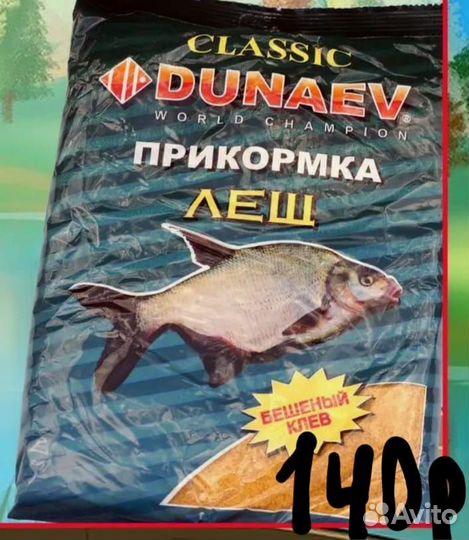 CLASSIC
DUNAEV®
WORLD CHAMPION
ПРИКОРМКА
ЛЕЩ
БЕШЕНЫЙ
КЛЕВ
140р
Avito